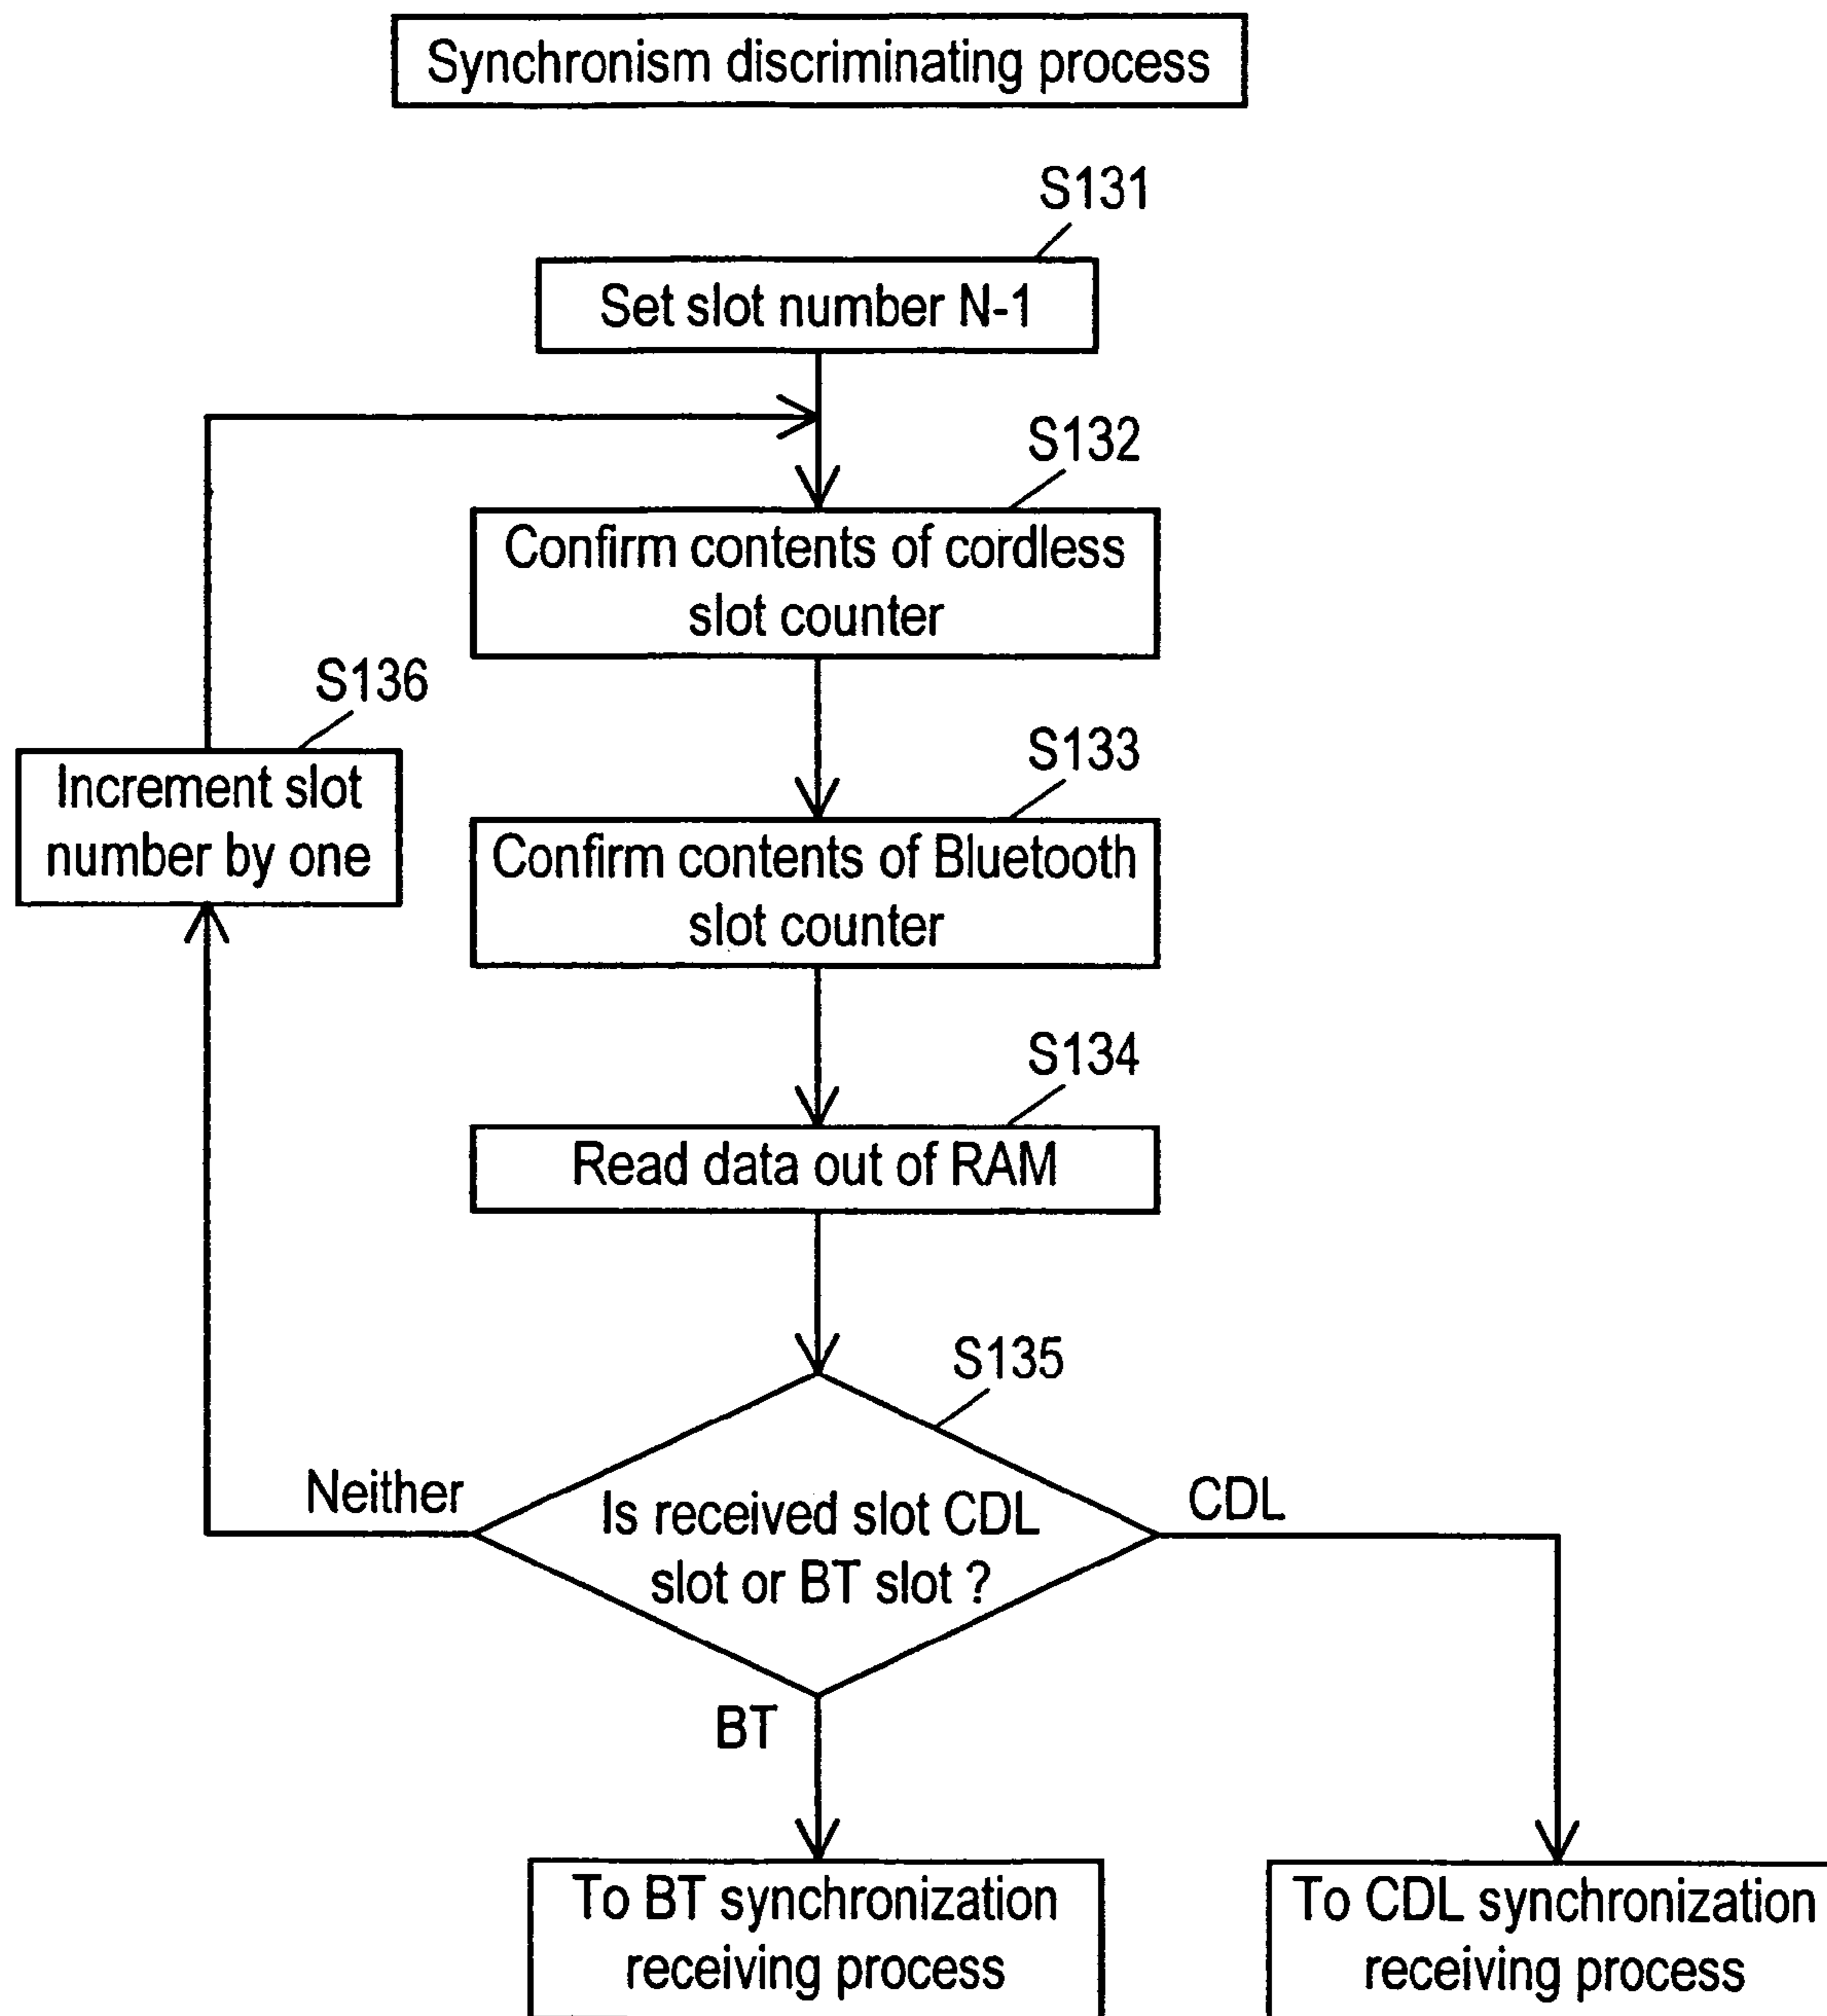 Synchronism discriminating process
S131
Set slot number N-1
S132
Confirm contents of cordless
slot counter
S136
Increment slot
number by one
S133
Confirm contents of Bluetooth
slot counter
S134
Read data out of RAM
S135
Neither
Is received slot CDL
slot or BT slot ?
CDL
BT
To BT synchronization
receiving process
To CDL synchronization
receiving process